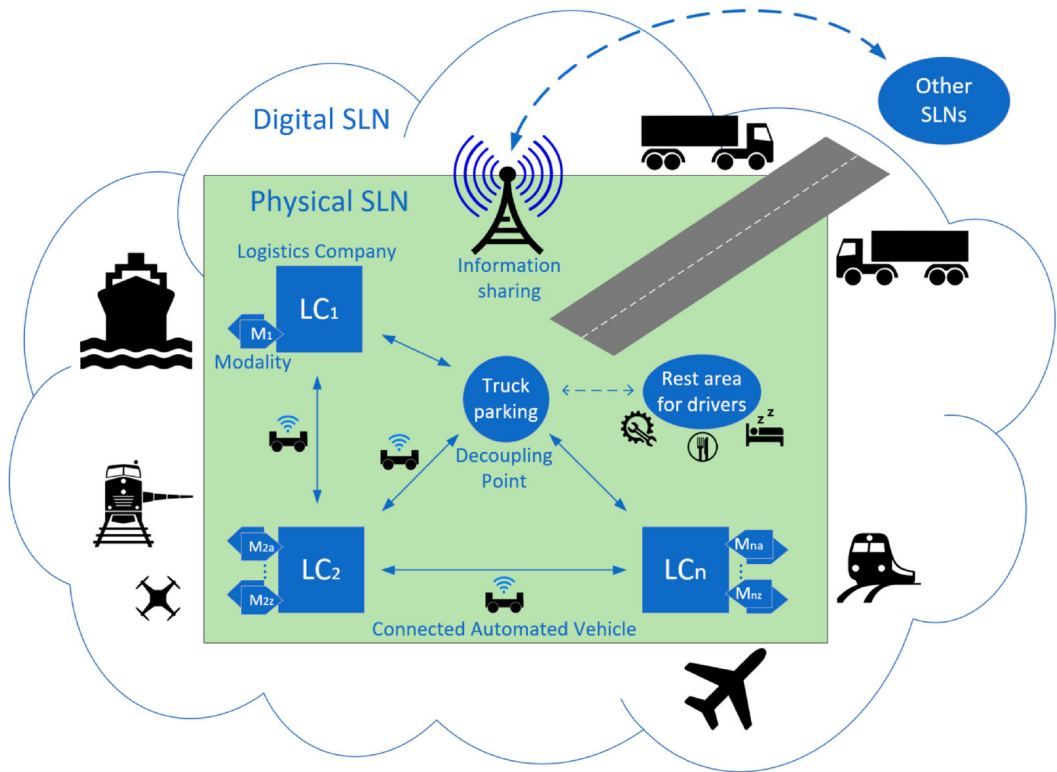 Other
SLNs
Digital SLN
Physical SLN
Logistics Company
Information
sharing
LC1
M1
Modality
Truck
parking
Rest area
for drivers
z z
Decoupling
Point
M2a
M2z
LC2
LCn
Mna
Mnz
Connected Automated Vehicle